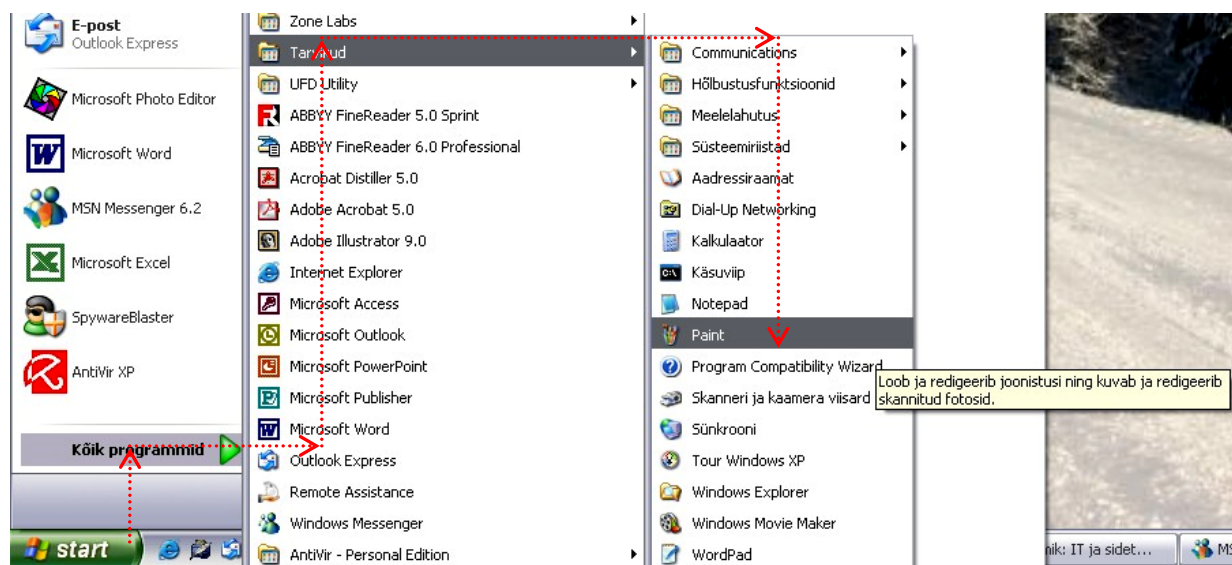 E-post
Outlook Express
Microsoft Photo Editor
Microsoft Word
MSN Messenger 6.2
Microsoft Excel
SpywareBlaster
AntiVir XP
Kõik programmid
start
Zone Labs
Tarvikud
UFD Utility
ABBYY FineReader 5.0 Sprint
ABBYY FineReader 6.0 Professional
Acrobat Distiller 5.0
Adobe Acrobat 5.0
Adobe Illustrator 9.0
Internet Explorer
Microsoft Access
Microsoft Outlook
Microsoft PowerPoint
Microsoft Publisher
Microsoft Word
Outlook Express
Remote Assistance
Windows Messenger
AntiVir - Personal Edition
Communications
Hõlbustusfunktsioonid
Meelelahutus
Süsteemiriistad
Aadressiraamat
Dial-Up Networking
Kalkulaator
Käsuviip
Notepad
Paint
Program Compatibility Wizard
Skanneri ja kaamera viisard
Sünkrooni
Tour Windows XP
Windows Explorer
Windows Movie Maker
WordPad
Loob ja redigeerib joonistusi ning kuvab ja redigeerib
skannitud fotosid.
nik: IT ja sidet...
MS